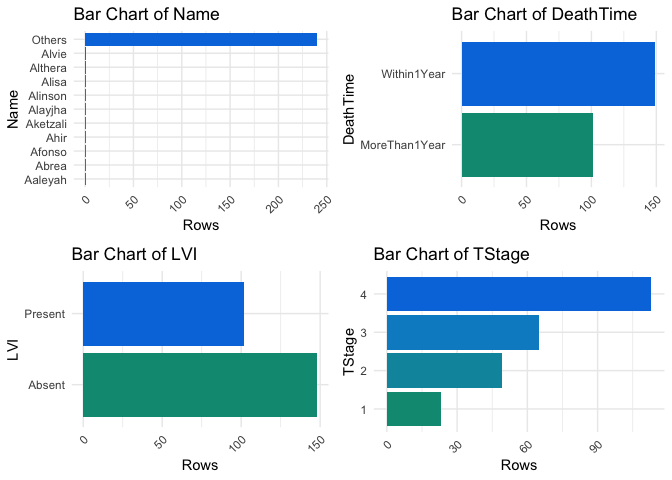 Bar Chart of Name
Name
Others
Alvie
Althera
Alisa
Alinson
Alayjha
Aketzali
Ahir
Afonso
Abrea
Aaleyah
0 50 100 150 200 250
Rows
Bar Chart of DeathTime
DeathTime
Within1Year
MoreThan1Year
0 50 100 150
Rows
Bar Chart of LVI
LVI
Present
Absent
0 50 100 150
Rows
Bar Chart of TStage
TStage
4
3
2
1
0 30 60 90
Rows